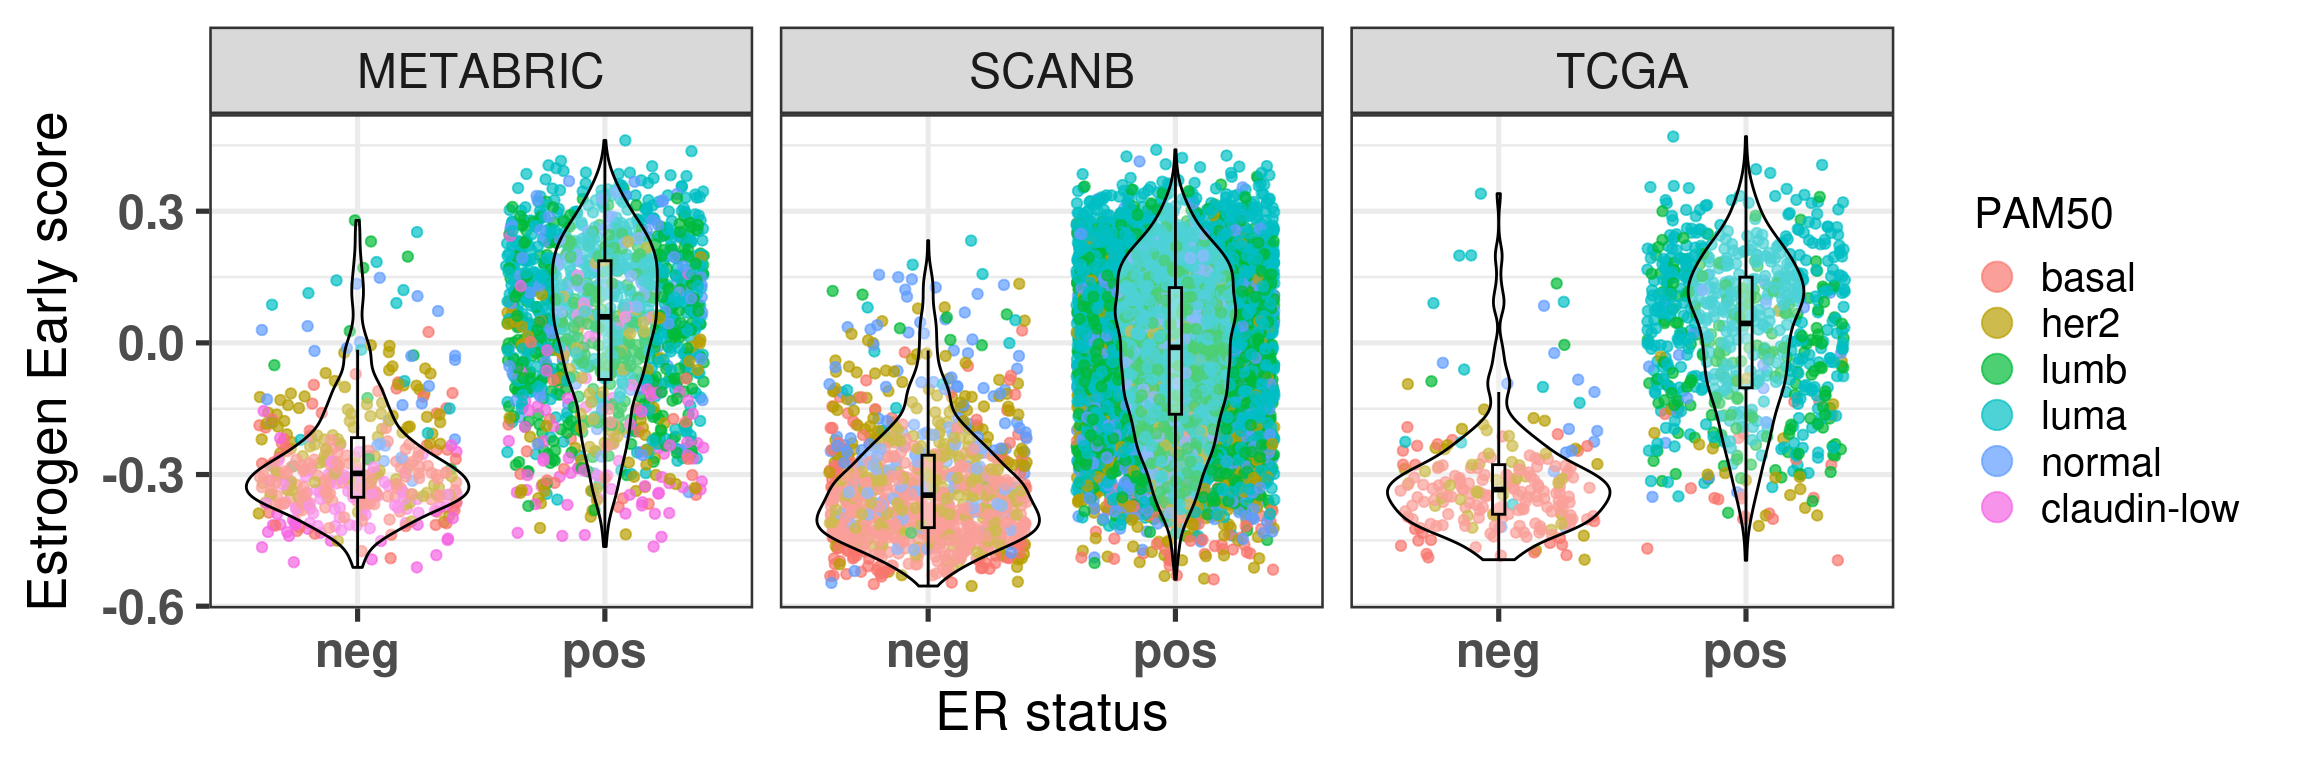 METABRIC SCANB TCGA
Estrogen Early score
0.3
0.0
-0.3
-0.6
neg pos neg pos neg pos
ER status
PAM50
basal
her2
lumb
luma
normal
claudin-low